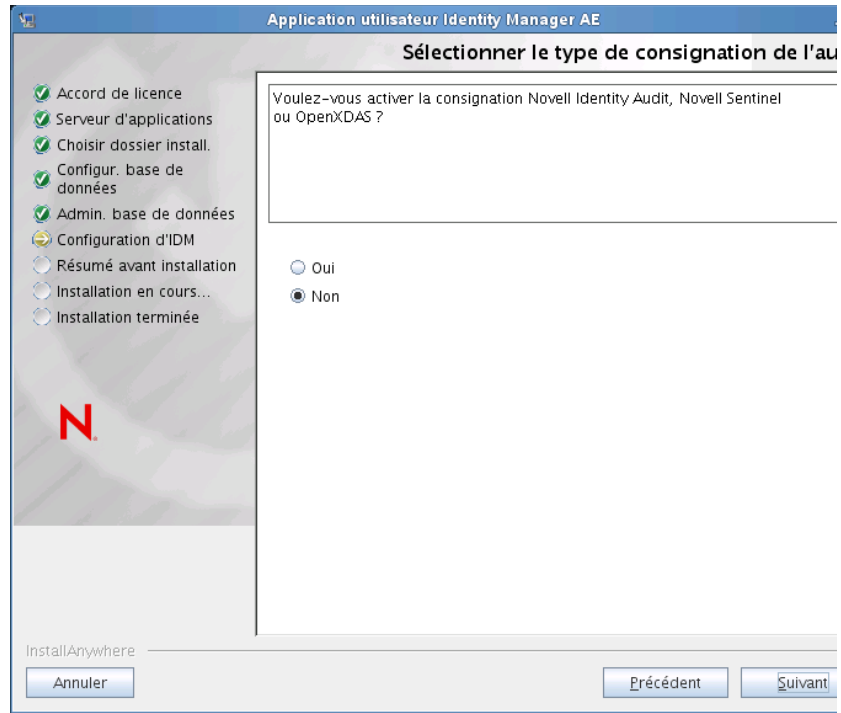 Application utilisateur Identity Manager AE
Sélectionner le type de consignation de l'au
Accord de licence
Serveur d'applications
Choisir dossier install.
Configur. base de
données
Admin. base de données
Configuration d'IDM
Résumé avant installation
Installation en cours...
Installation terminée
N.
Voulez-vous activer la consignation Novell Identity Audit, Novell Sentinel
ou OpenXDAS ?
Oui
Non
InstallAnywhere
Annuler
Précédent
Suivant